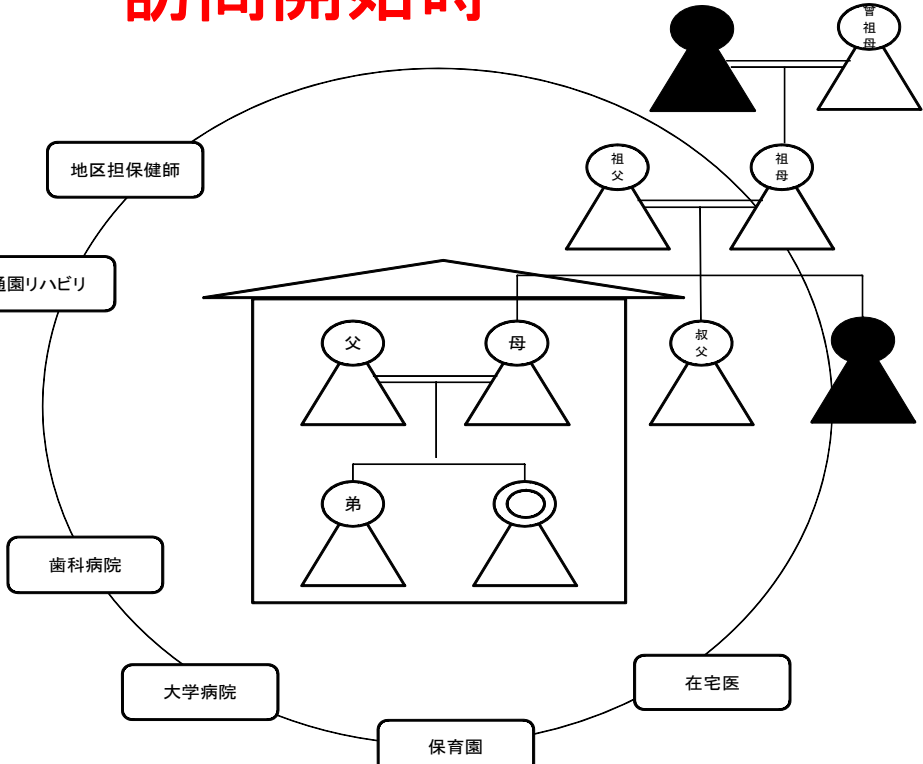 訪問開始時
曾祖母
祖父
祖母
地区担保健師
通園リハビリ
父
母
叔父
弟
歯科病院
大学病院
在宅医
保育園